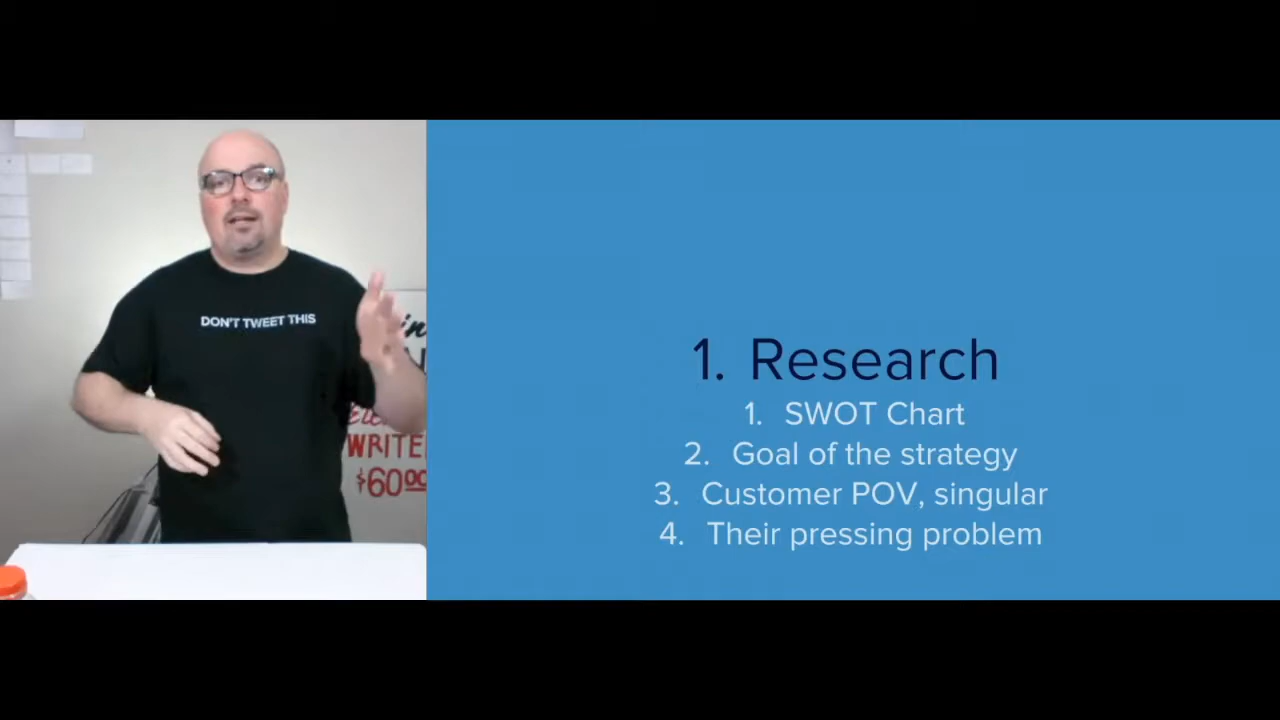 DON'T TWEET THIS
WRITE
$60.00
1. Research
1. SWOT Chart
2. Goal of the strategy
3. Customer POV, singular
4. Their pressing problem